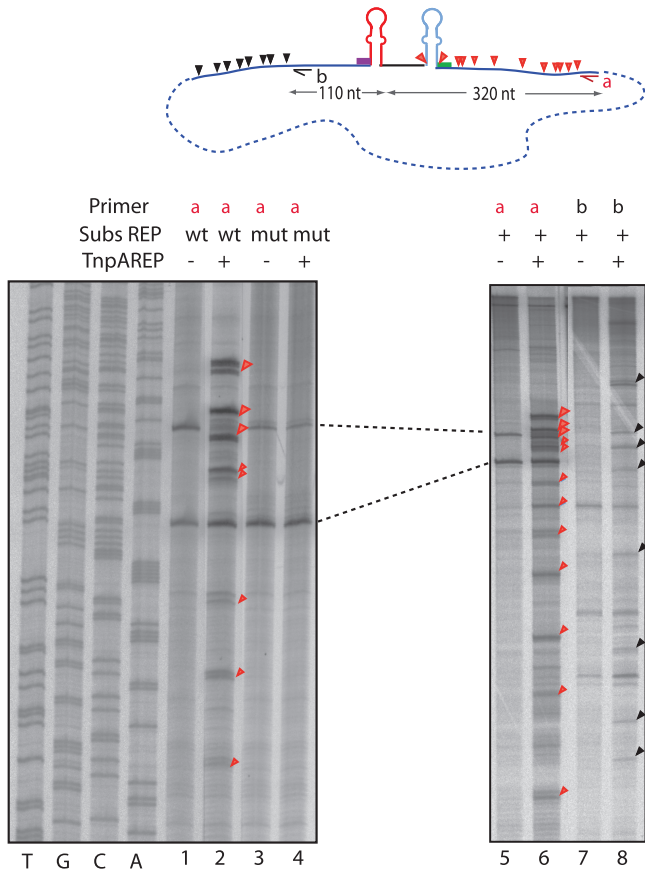 b
a
110 nt
320 nt
Primer a a a a a a b b
Subs REP wt wt mut mut + + + +
TnpAREP - + - + - + - +
T G C A 1 2 3 4 5 6 7 8